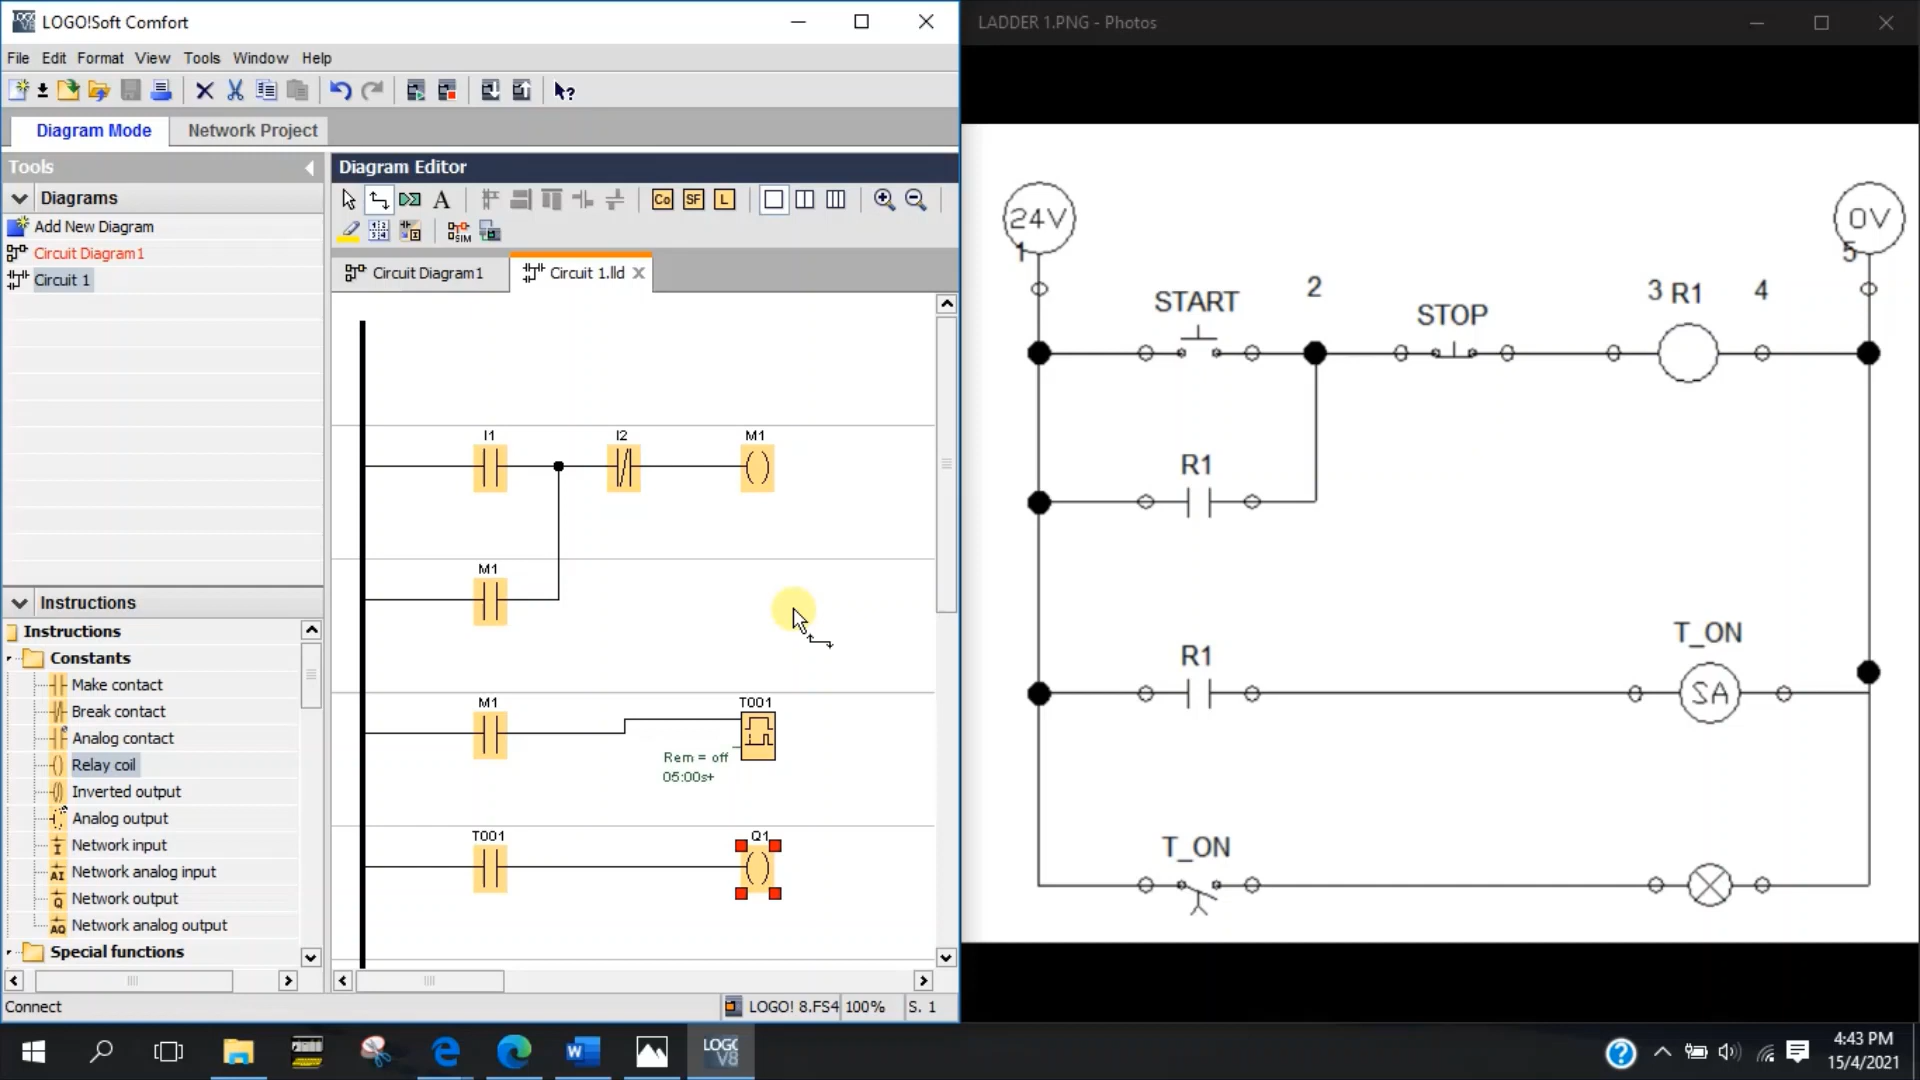 LOGO!Soft Comfort
File Edit Format View Tools Window Help
Diagram Mode Network Project
Tools
Diagrams
Add New Diagram
Circuit Diagram1
Circuit 1
Instructions
Instructions
Constants
Make contact
Break contact
Analog contact
Relay coil
Inverted output
Analog output
Network input
Network analog input
Network output
Network analog output
Special functions
Connect
Diagram Editor
A Co SF L
SIM
Circuit Diagram1 Circuit 1.lld
I1 I2 M1
M1
M1 T001
Rem = off
05:00s+
T001 Q1
LOGO! 8.FS4 100% S. 1
LADDER 1.PNG - Photos
24V 0V
1 5
START 2 STOP 3 R1 4
R1
R1 T_ON
SA
T_ON
4:43 PM
15/4/2021